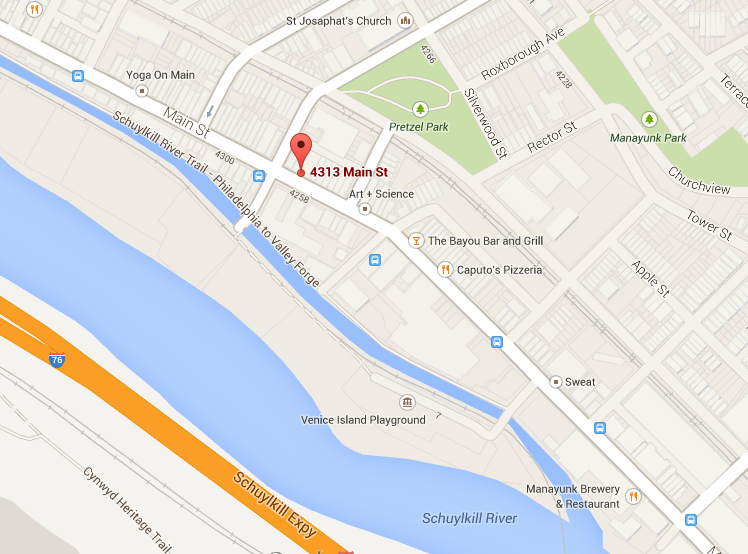 St Josaphat's Church
4266
Roxborough Ave
Yoga On Main
4228
Terrace
Main St
Schuylkill River Trail - Philadelphia to Valley Forge
Silverwood St
Pretzel Park
Rector St
Manayunk Park
4300
4313 Main St
Churchview
4258
Art + Science
Tower St
The Bayou Bar and Grill
Caputo's Pizzeria
Apple St
76
Sweat
Venice Island Playground
7
Cynwyd Heritage Trail
Schuylkill Expy
Manayunk Brewery
& Restaurant
Schuylkill River